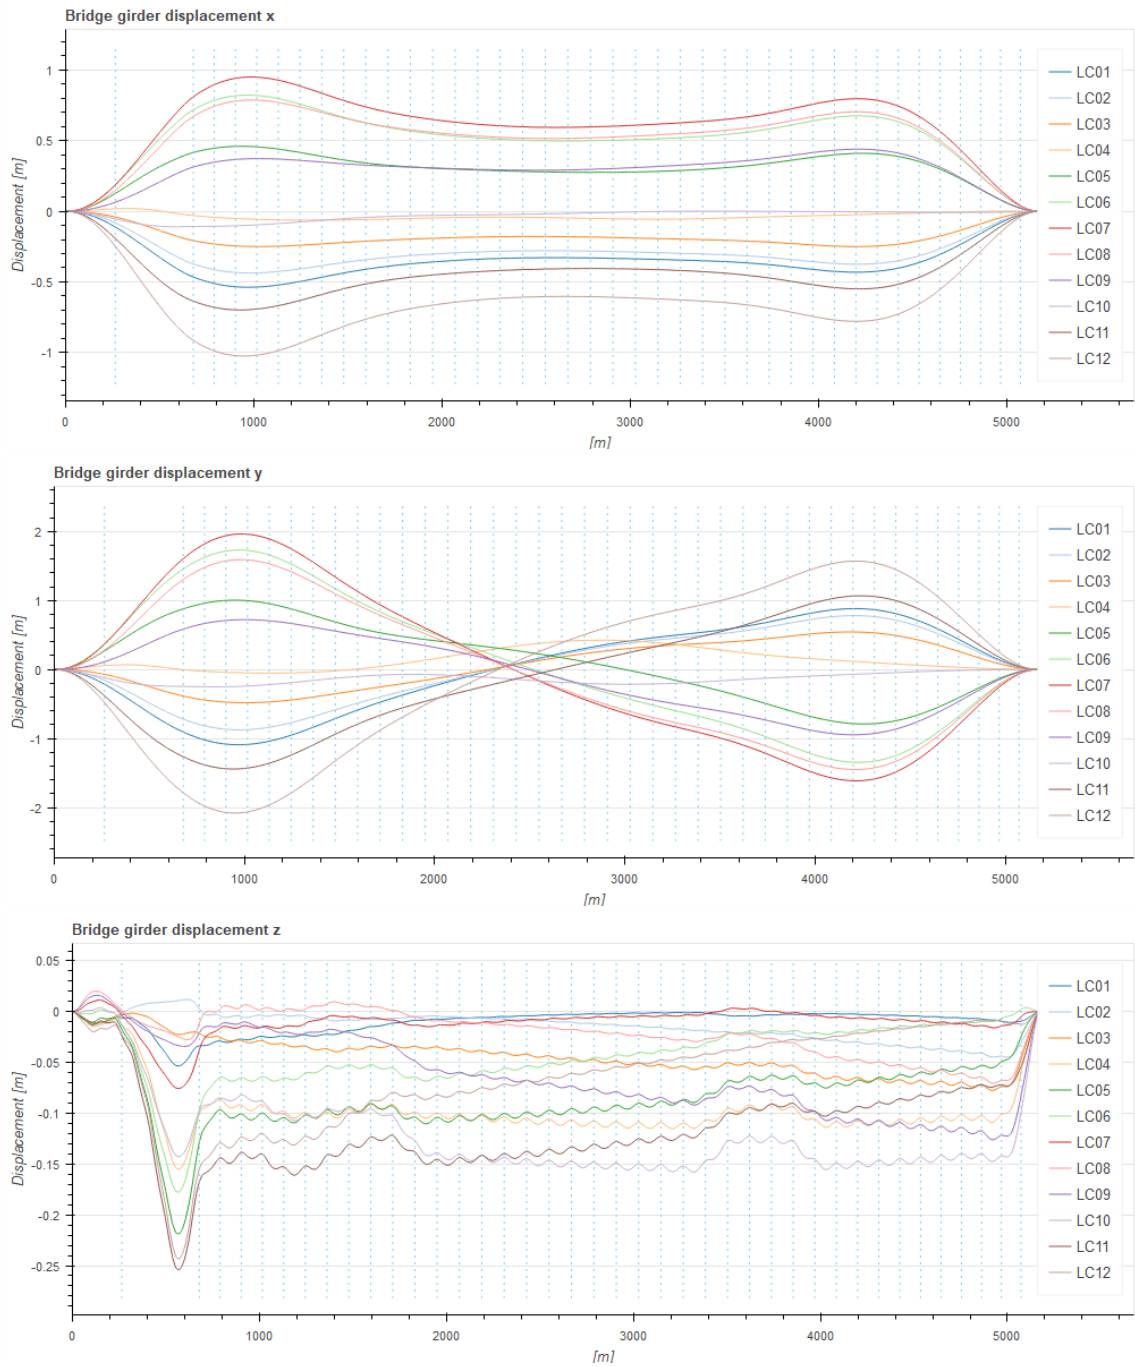 Bridge girder displacement x
1
0.5
0
-0.5
-1
Displacement [m]
0 1000 2000 3000 4000 5000
[m]
LC01
LC02
LC03
LC04
LC05
LC06
LC07
LC08
LC09
LC10
LC11
LC12
Bridge girder displacement y
2
1
0
-1
-2
Displacement [m]
0 1000 2000 3000 4000 5000
[m]
LC01
LC02
LC03
LC04
LC05
LC06
LC07
LC08
LC09
LC10
LC11
LC12
Bridge girder displacement z
0.05
0
-0.05
-0.1
-0.15
-0.2
-0.25
Displacement [m]
0 1000 2000 3000 4000 5000
[m]
LC01
LC02
LC03
LC04
LC05
LC06
LC07
LC08
LC09
LC10
LC11
LC12